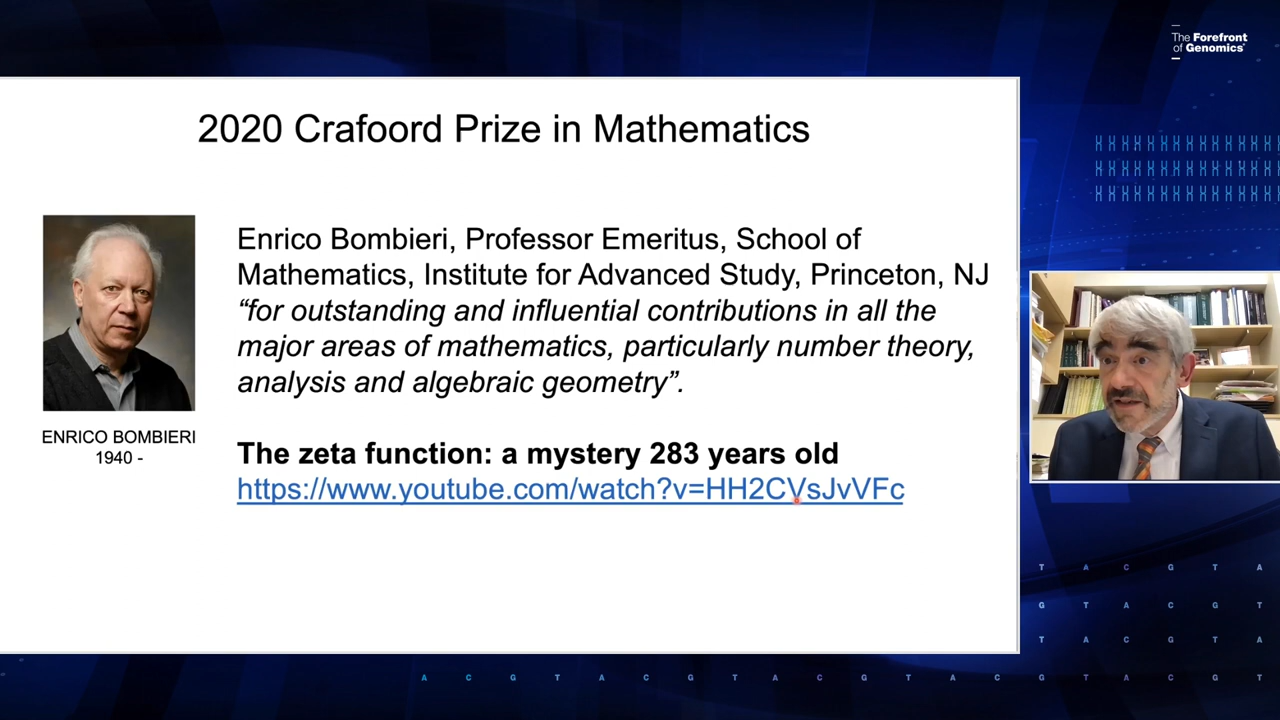 The Forefront
of Genomics®
2020 Crafoord Prize in Mathematics
Enrico Bombieri, Professor Emeritus, School of
Mathematics, Institute for Advanced Study, Princeton, NJ
“for outstanding and influential contributions in all the
major areas of mathematics, particularly number theory,
analysis and algebraic geometry”.
ENRICO BOMBIERI
1940 -
The zeta function: a mystery 283 years old
https://www.youtube.com/watch?v=HH2CVsJvVFc
T A C G T A
G T A C G T
T A C G T A
A C G T A C G T A C G T A C G T A C G T